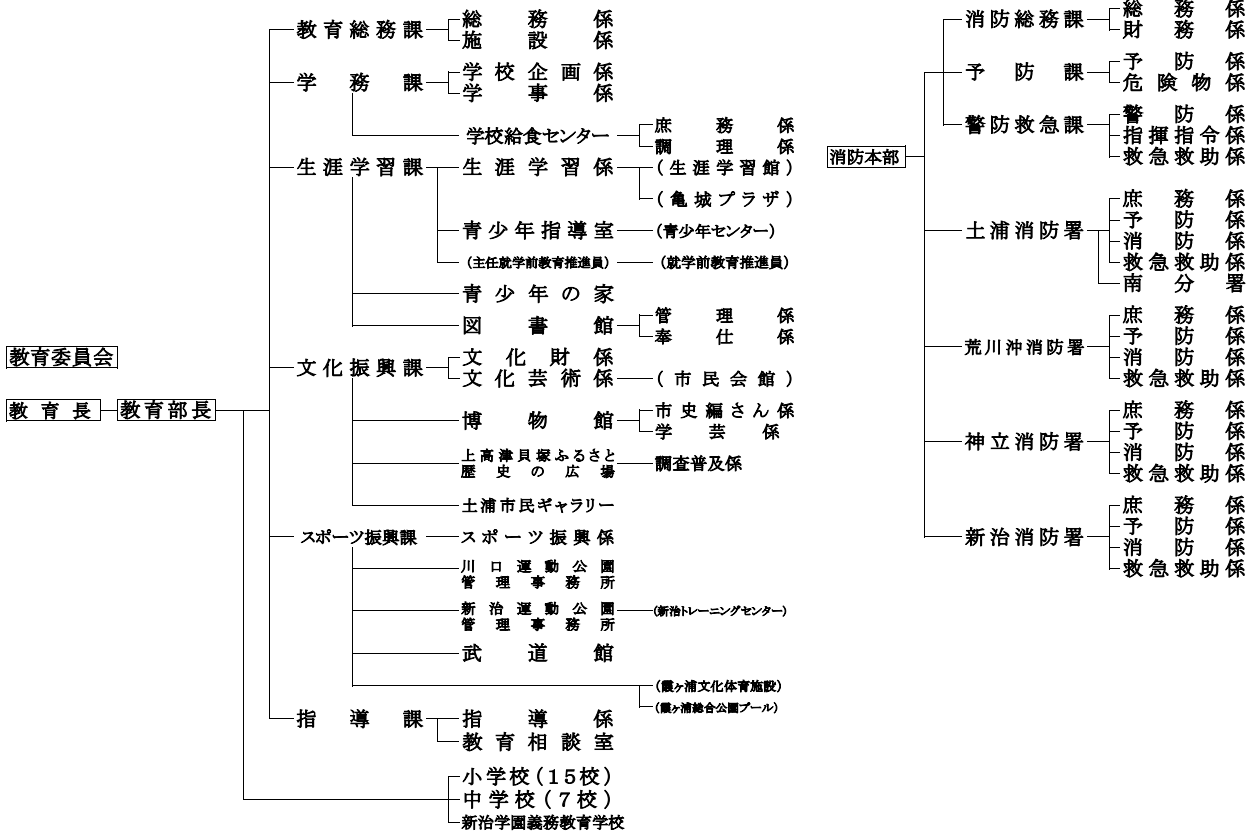 教育委員会
教育長
教育部長
教育総務課
総務係
施設係
学務課
学校企画係
学事係
学校給食センター
庶務係
調理係
生涯学習課
生涯学習係
(生涯学習館)
(亀城プラザ)
青少年指導室
(青少年センター)
(主任就学前教育推進員)
(就学前教育推進員)
青少年の家
図書館
管理係
奉仕係
文化振興課
文化財係
文化芸術係
(市民会館)
博物館
市史編さん係
学芸係
上高津貝塚ふるさと
歴史の広場
調査普及係
土浦市民ギャラリー
スポーツ振興課
スポーツ振興係
川口運動公園
管理事務所
新治運動公園
管理事務所
(新治トレーニングセンター)
武道館
(霞ヶ浦文化体育施設)
(霞ヶ浦総合公園プール)
指導課
指導係
教育相談室
小学校(15校)
中学校(7校)
新治学園義務教育学校
消防本部
消防総務課
総務係
財務係
予防課
予防係
危険物係
警防救急課
警防係
指揮指令係
救急救助係
土浦消防署
庶務係
予防係
消防係
救急救助係
南分署
荒川沖消防署
庶務係
予防係
消防係
救急救助係
神立消防署
庶務係
予防係
消防係
救急救助係
新治消防署
庶務係
予防係
消防係
救急救助係